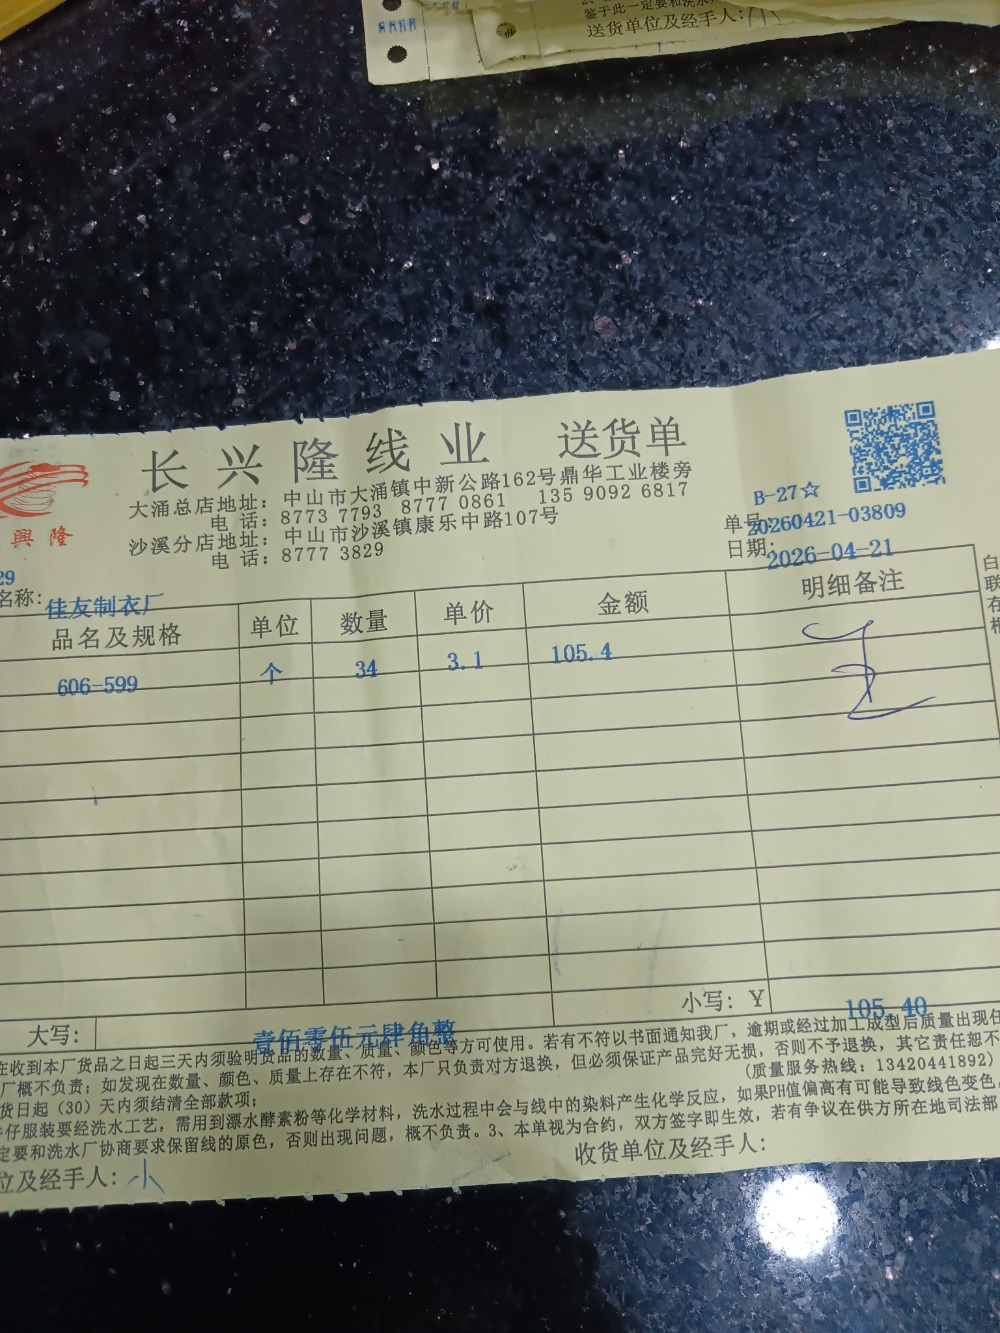 鉴于此一定要和洗水
送货单位及经手人:
长兴隆线业 送货单
大涌总店地址：中山市大涌镇中新公路162号鼎华工业楼旁
电话：8773 7793 8777 0861 135 9092 6817
沙溪分店地址：中山市沙溪镇康乐中路107号
电话：8777 3829
興隆
B-27☆
单号:20260421-03809
日期:2026-04-21
29
名称:佳友制衣厂
品名及规格 单位 数量 单价 金额 明细备注
606-599 个 34 3.1 105.4
小写：￥ 105.40
大写: 壹佰零伍元肆角整
在收到本厂货品之日起三天内须验明货品的数量、质量、颜色等方可使用。若有不符以书面通知我厂，逾期或经过加工成型后质量出现任
厂概不负责；如发现在数量、颜色、质量上存在不符，本厂只负责对方退换，但必须保证产品完好无损，否则不予退换，其它责任恕不
货日起（30）天内须结清全部款项； (质量服务热线：13420441892)
牛仔服装要经洗水工艺，需用到漂水酵素粉等化学材料，洗水过程中会与线中的染料产生化学反应，如果PH值偏高有可能导致线色变色，
定要和洗水厂协商要求保留线的原色，否则出现问题，概不负责。3、本单视为合约，双方签字即生效，若有争议在供方所在地司法部
位及经手人：小 收货单位及经手人：
白
联
存